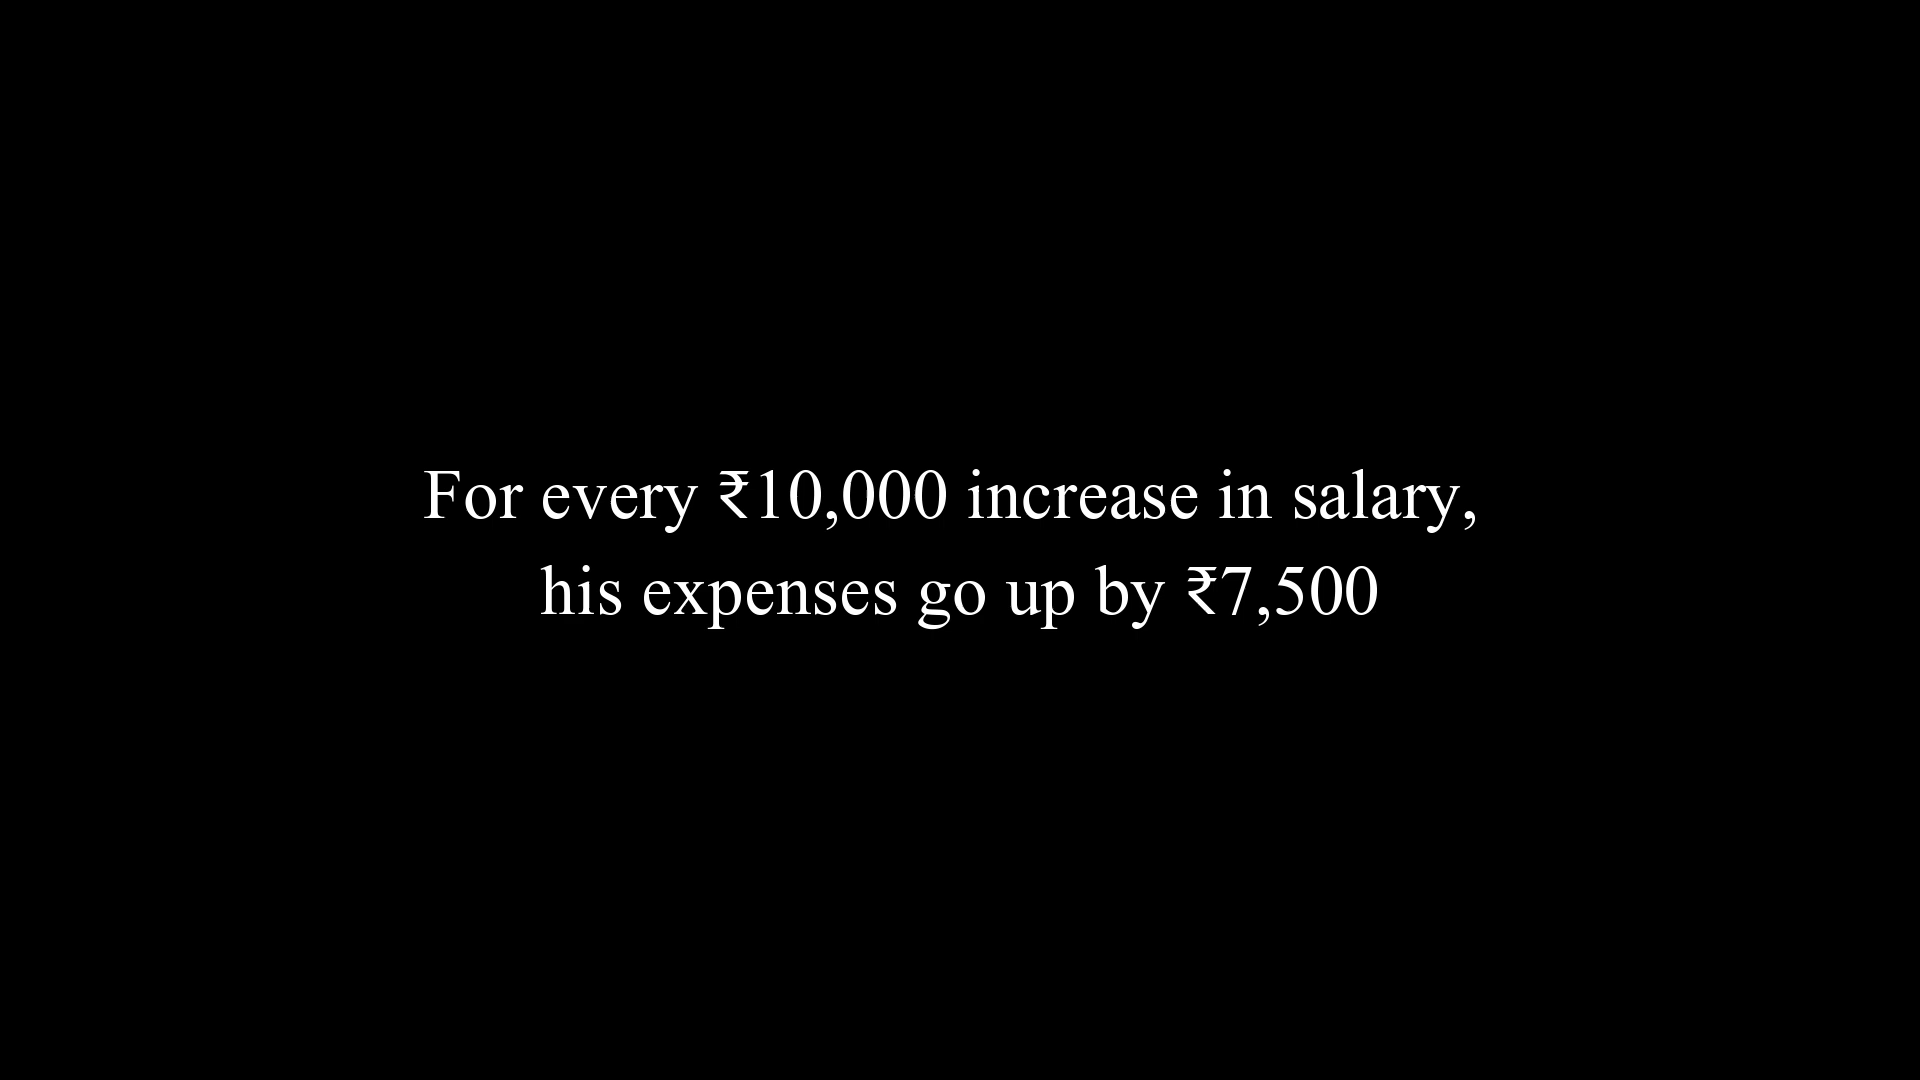 For every ₹10,000 increase in salary,
his expenses go up by ₹7,500